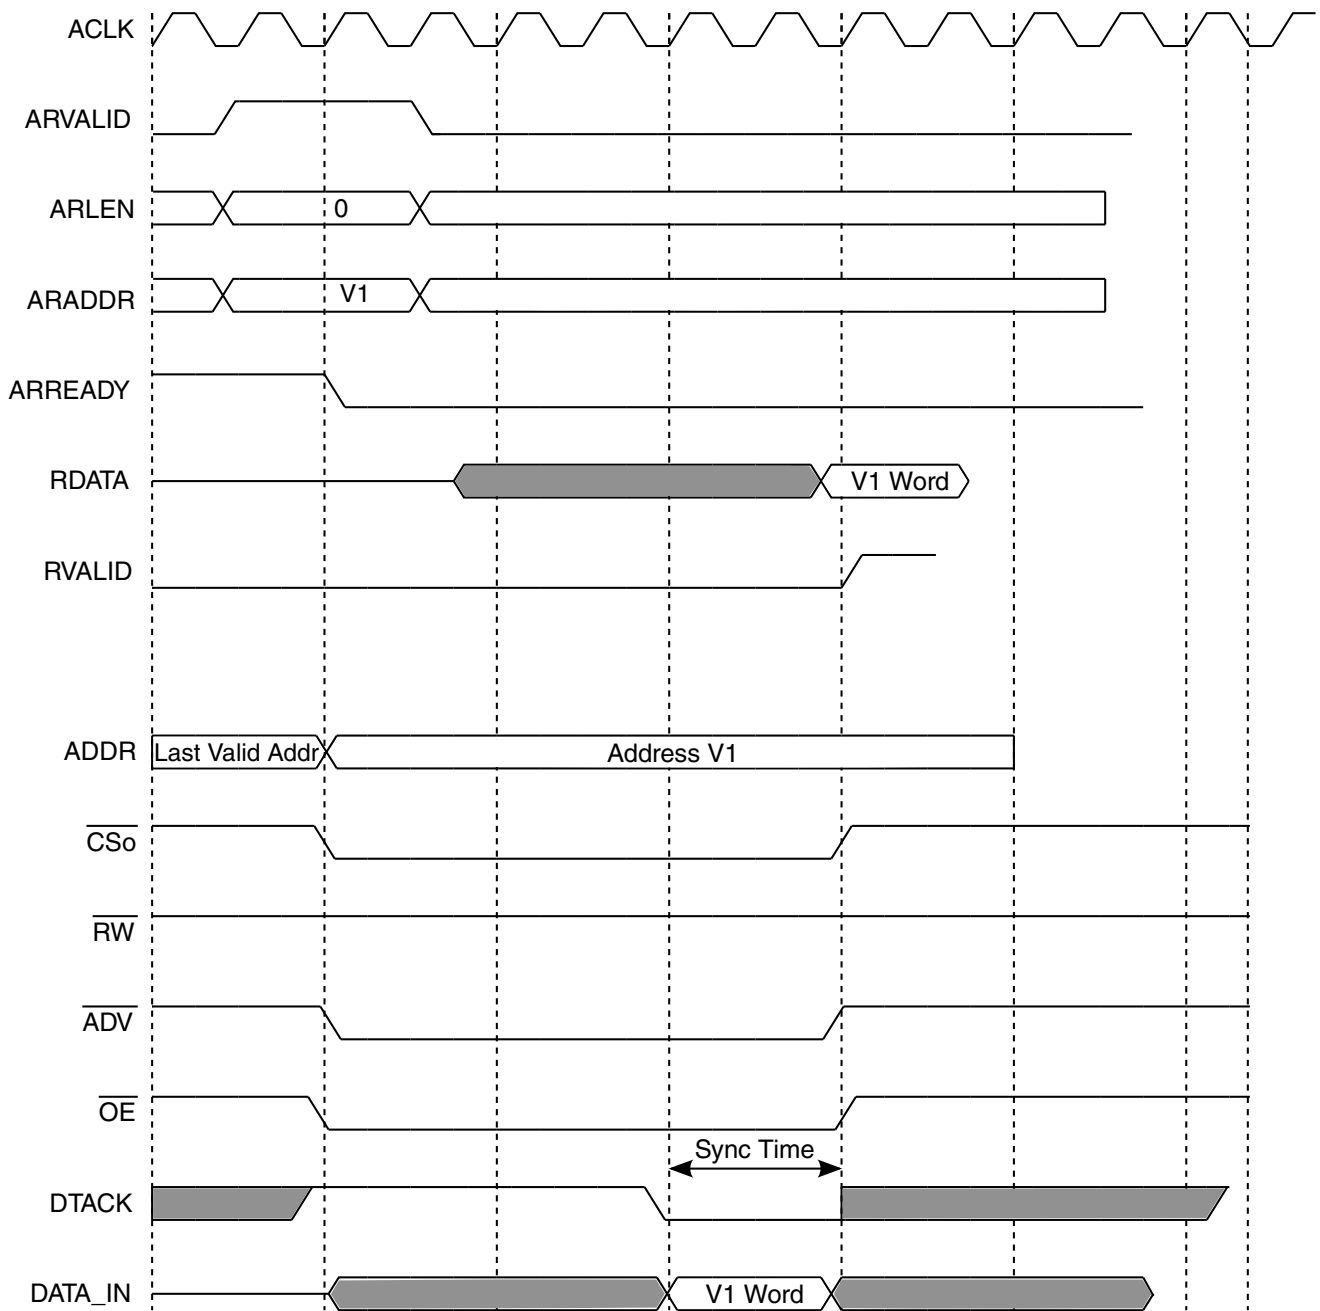 ACLK
ARVALID
ARLEN 0
ARADDR V1
ARREADY
RDATA V1 Word
RVALID
ADDR Last Valid Addr Address V1
CSo
RW
ADV
OE
Sync Time
DTACK
DATA_IN V1 Word